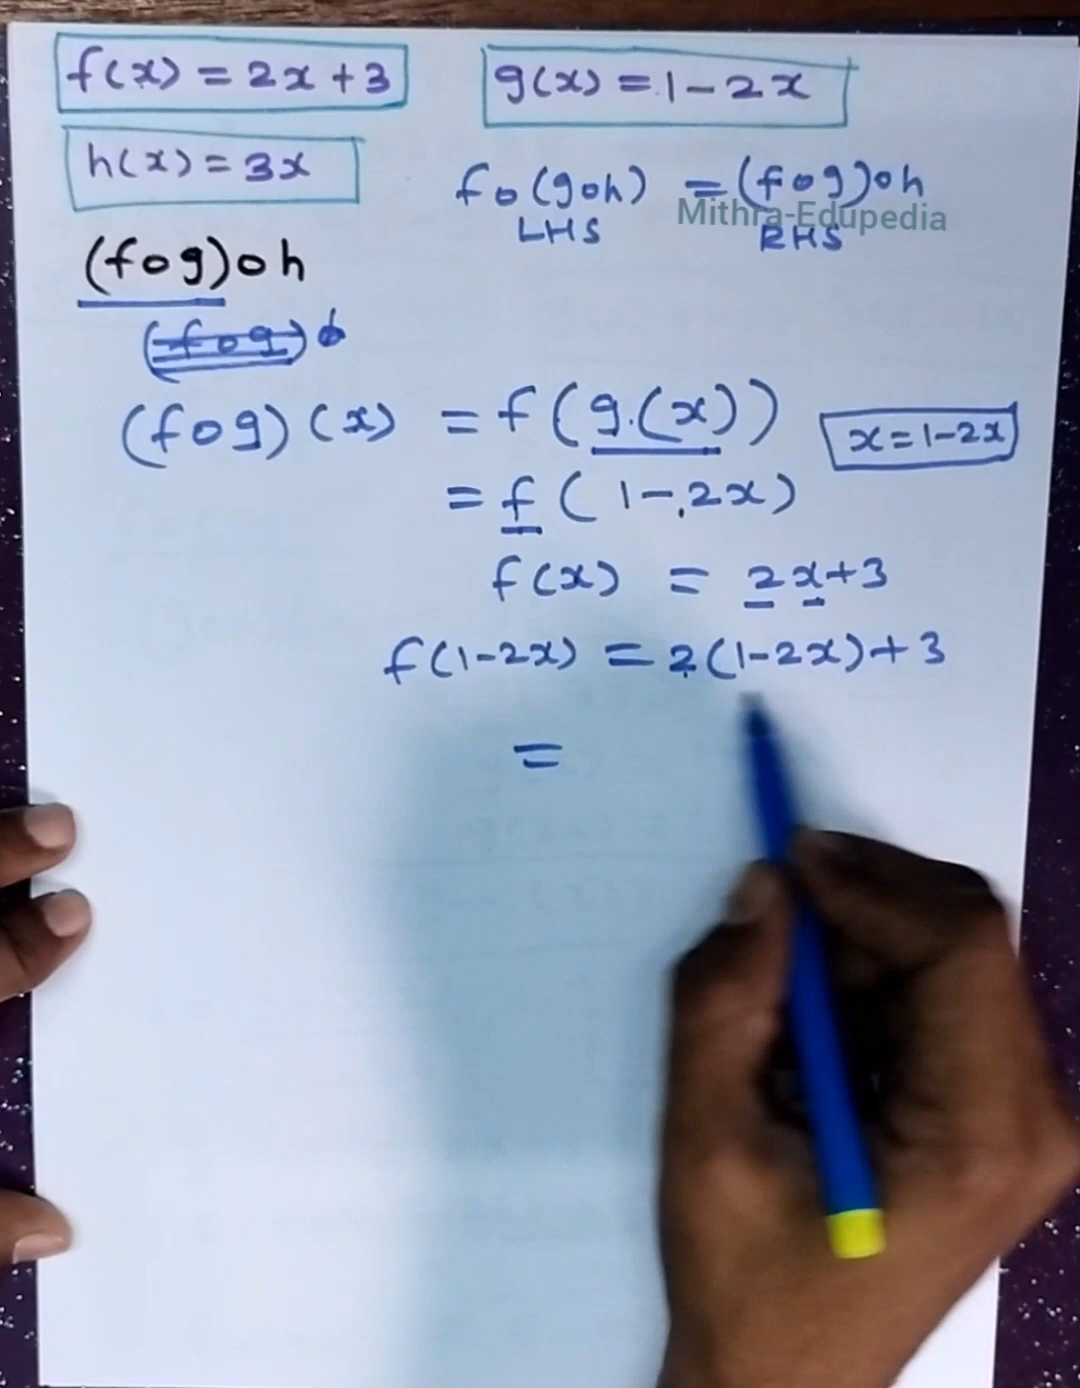 f(x) = 2x + 3
g(x) = 1 - 2x
h(x) = 3x
fo(goh) = (fog)oh
Mithra-Edupedia
LHS RHS
(fog)oh
(fog)o
(fog)(x) = f(g.(x))
x = 1-2x
= f(1-.2x)
f(x) = 2x+3
f(1-2x) = 2(1-2x)+3
=